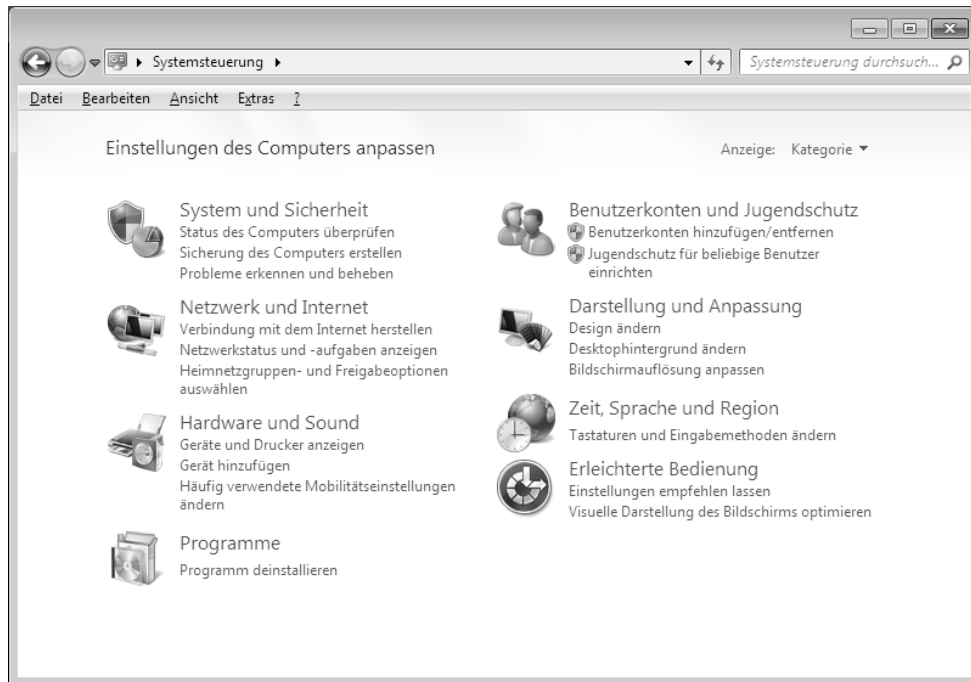 Systemsteuerung
Systemsteuerung durchsuch...
Datei Bearbeiten Ansicht Extras ?
Einstellungen des Computers anpassen
Anzeige: Kategorie
System und Sicherheit
Status des Computers überprüfen
Sicherung des Computers erstellen
Probleme erkennen und beheben
Netzwerk und Internet
Verbindung mit dem Internet herstellen
Netzwerkstatus und -aufgaben anzeigen
Heimnetzgruppen- und Freigabeoptionen
auswählen
Hardware und Sound
Geräte und Drucker anzeigen
Gerät hinzufügen
Häufig verwendete Mobilitätseinstellungen
ändern
Programme
Programm deinstallieren
Benutzerkonten und Jugendschutz
Benutzerkonten hinzufügen/entfernen
Jugendschutz für beliebige Benutzer
einrichten
Darstellung und Anpassung
Design ändern
Desktophintergrund ändern
Bildschirmauflösung anpassen
Zeit, Sprache und Region
Tastaturen und Eingabemethoden ändern
Erleichterte Bedienung
Einstellungen empfehlen lassen
Visuelle Darstellung des Bildschirms optimieren